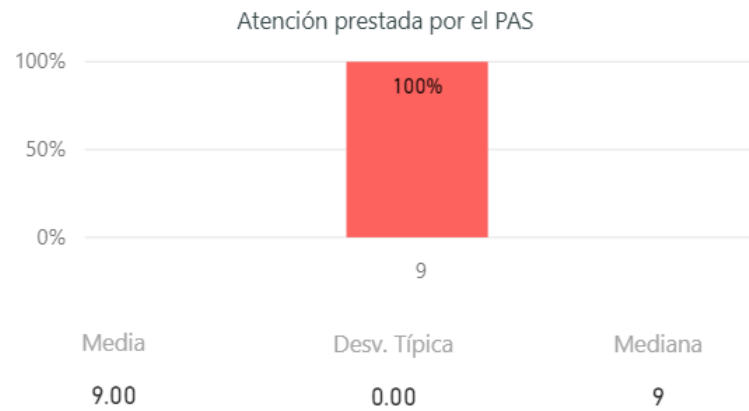 Atención prestada por el PAS
100%
100%
50%
0%
9
Media Desv. Típica Mediana
9.00 0.00 9